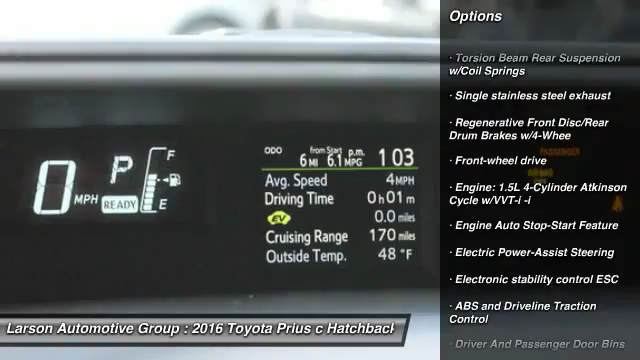 Options
· Torsion Beam Rear Suspension
w/Coil Springs
· Single stainless steel exhaust
· Regenerative Front Disc/Rear
Drum Brakes w/4-Whee
· Front-wheel drive
· Engine: 1.5L 4-Cylinder Atkinson
Cycle w/VVT-i -i
· Engine Auto Stop-Start Feature
· Electric Power-Assist Steering
· Electronic stability control ESC
· ABS and Driveline Traction
Control
· Driver And Passenger Door Bins
PASSENGER
AIRBAG
0 MPH
P
READY
F
E
ODO 6 MI
from Start 6.1 MPG
p.m. 1 03
Avg. Speed 4 MPH
Driving Time 0h01m
EV 0.0 miles
Cruising Range 170 miles
Outside Temp. 48 °F
Larson Automotive Group : 2016 Toyota Prius c Hatchback